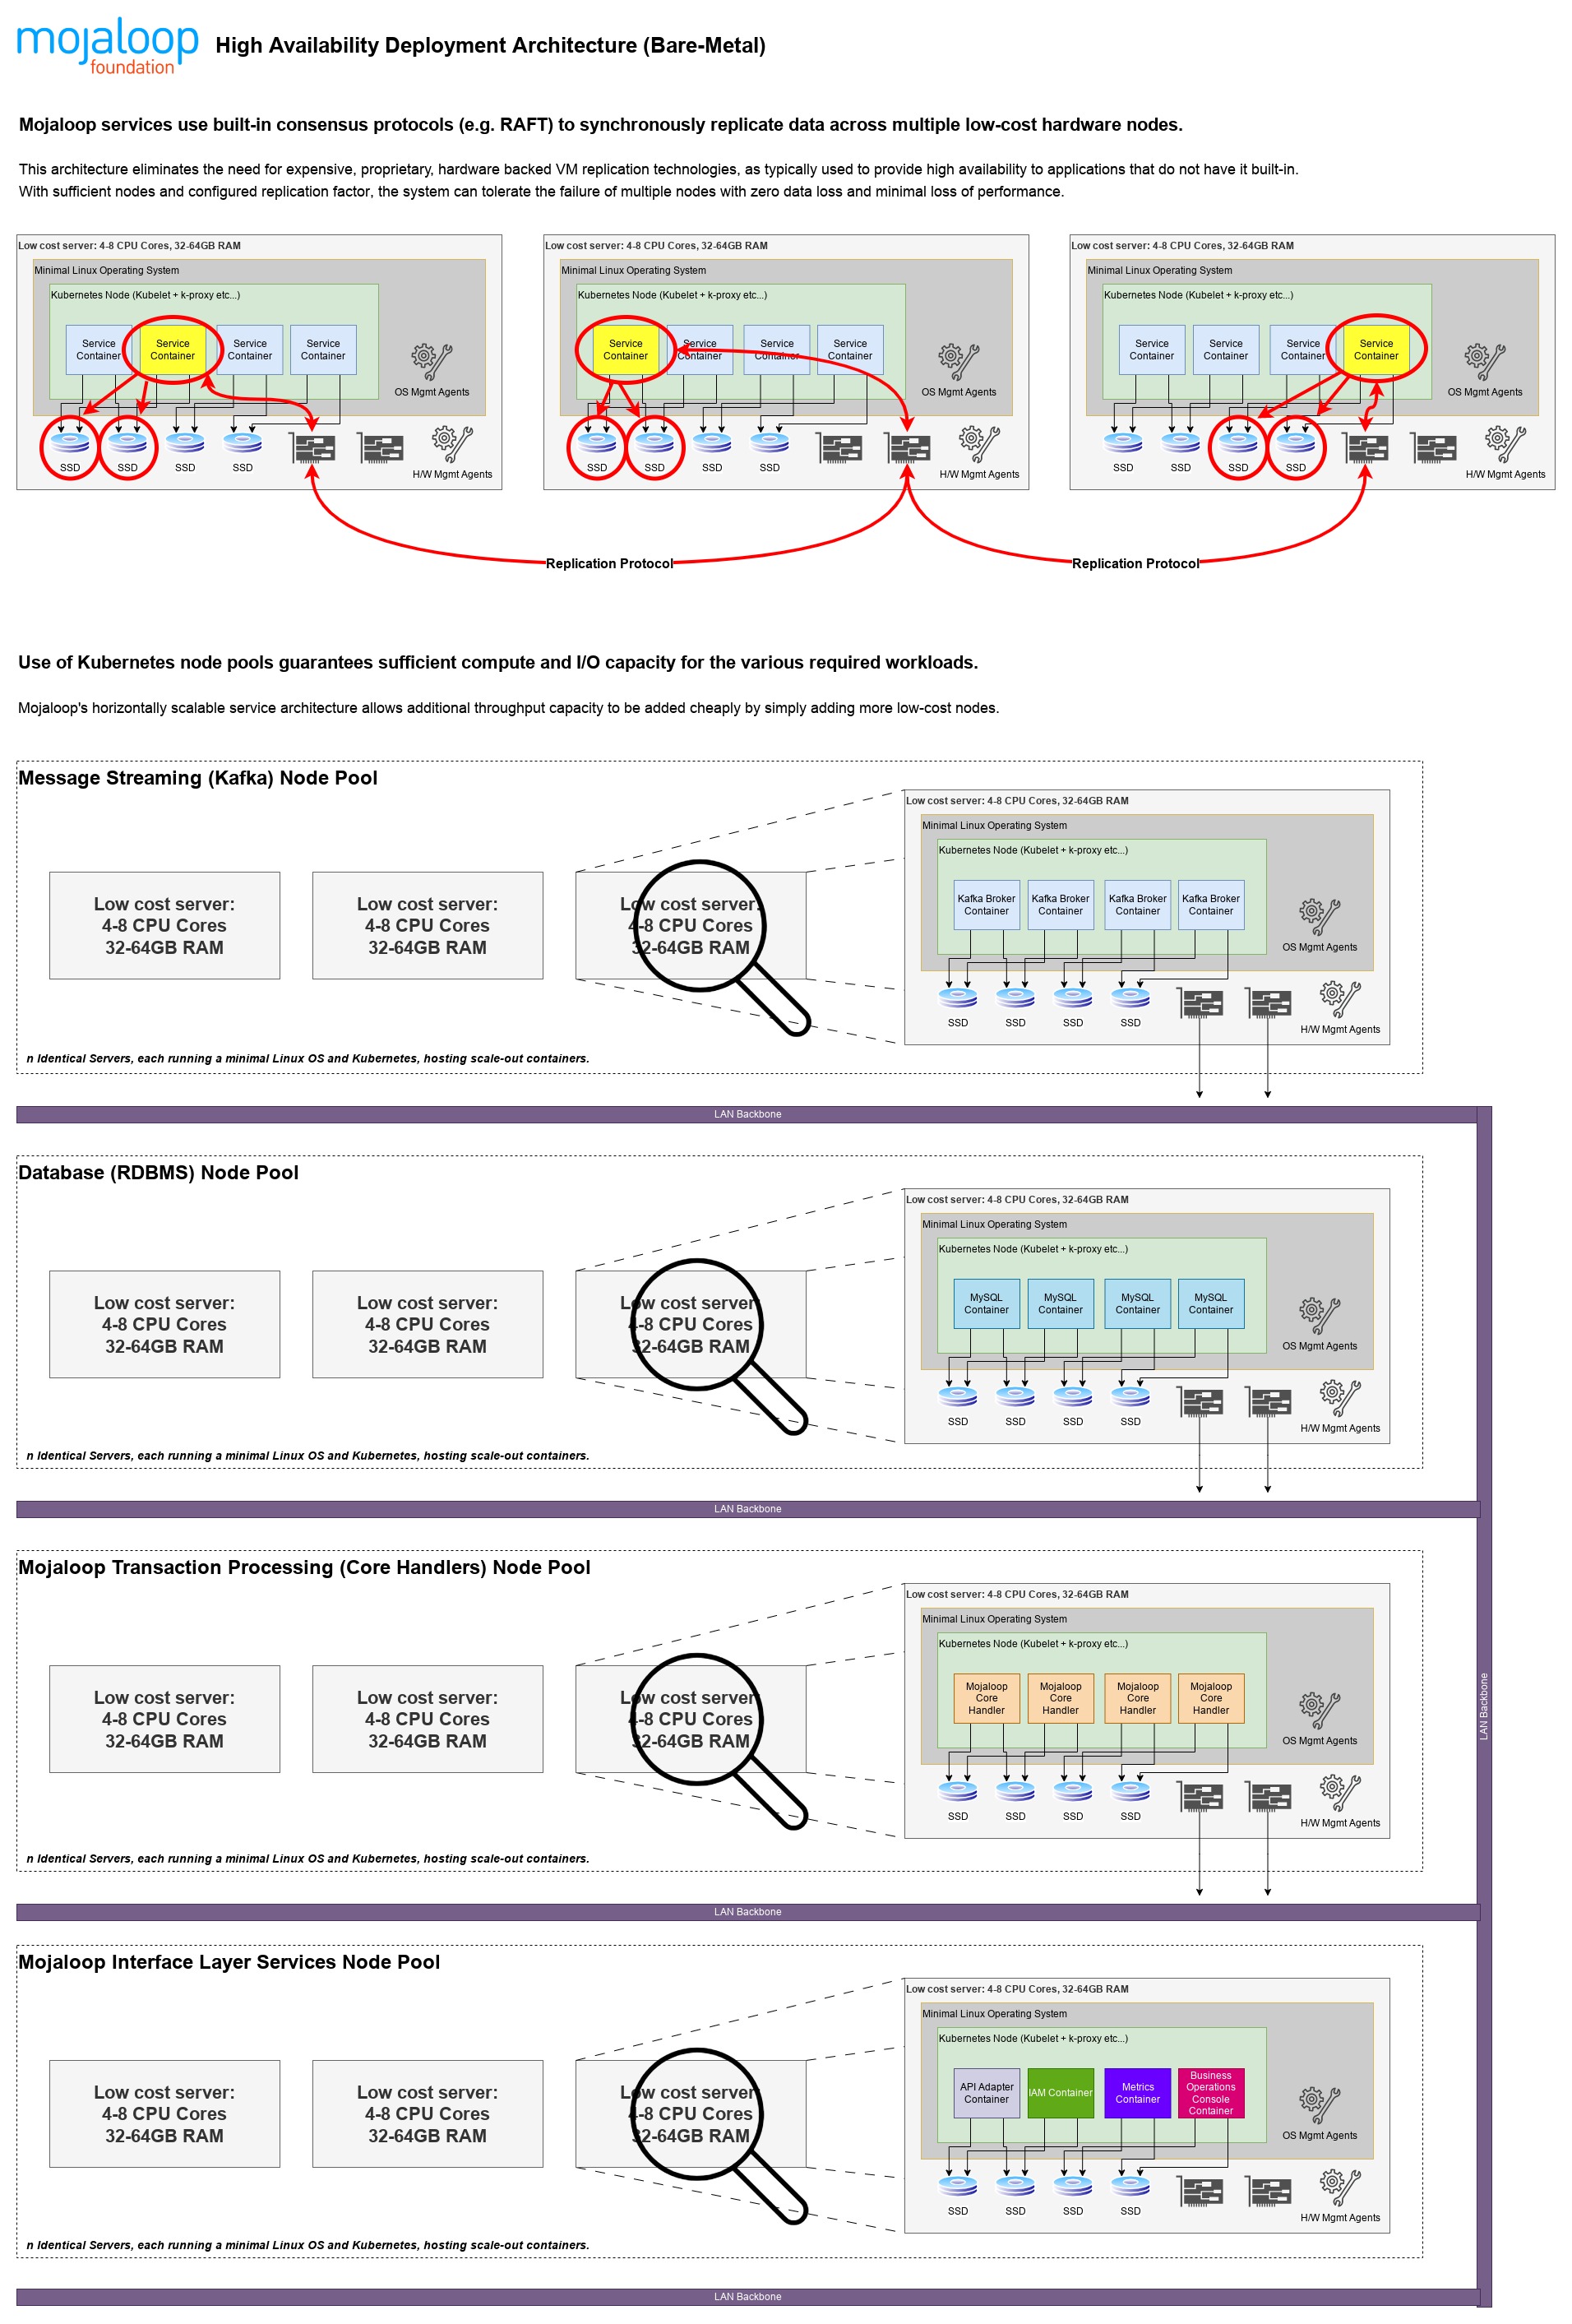 mojaloop
foundation
High Availability Deployment Architecture (Bare-Metal)
Mojaloop services use built-in consensus protocols (e.g. RAFT) to synchronously replicate data across multiple low-cost hardware nodes.
This architecture eliminates the need for expensive, proprietary, hardware backed VM replication technologies, as typically used to provide high availability to applications that do not have it built-in.
With sufficient nodes and configured replication factor, the system can tolerate the failure of multiple nodes with zero data loss and minimal loss of performance.
Low cost server: 4-8 CPU Cores, 32-64GB RAM
Minimal Linux Operating System
Kubernetes Node (Kubelet + k-proxy etc...)
Service
Container
Service
Container
Service
Container
Service
Container
OS Mgmt Agents
SSD
SSD
SSD
SSD
H/W Mgmt Agents
Low cost server: 4-8 CPU Cores, 32-64GB RAM
Minimal Linux Operating System
Kubernetes Node (Kubelet + k-proxy etc...)
Service
Container
Service
Container
Service
Container
Service
Container
OS Mgmt Agents
SSD
SSD
SSD
SSD
H/W Mgmt Agents
Low cost server: 4-8 CPU Cores, 32-64GB RAM
Minimal Linux Operating System
Kubernetes Node (Kubelet + k-proxy etc...)
Service
Container
Service
Container
Service
Container
Service
Container
OS Mgmt Agents
SSD
SSD
SSD
SSD
H/W Mgmt Agents
Replication Protocol
Replication Protocol
Use of Kubernetes node pools guarantees sufficient compute and I/O capacity for the various required workloads.
Mojaloop's horizontally scalable service architecture allows additional throughput capacity to be added cheaply by simply adding more low-cost nodes.
Message Streaming (Kafka) Node Pool
Low cost server:
4-8 CPU Cores
32-64GB RAM
Low cost server:
4-8 CPU Cores
32-64GB RAM
Low cost server:
4-8 CPU Cores
32-64GB RAM
Low cost server: 4-8 CPU Cores, 32-64GB RAM
Minimal Linux Operating System
Kubernetes Node (Kubelet + k-proxy etc...)
Kafka Broker
Container
Kafka Broker
Container
Kafka Broker
Container
Kafka Broker
Container
OS Mgmt Agents
SSD
SSD
SSD
SSD
H/W Mgmt Agents
n Identical Servers, each running a minimal Linux OS and Kubernetes, hosting scale-out containers.
LAN Backbone
Database (RDBMS) Node Pool
Low cost server:
4-8 CPU Cores
32-64GB RAM
Low cost server:
4-8 CPU Cores
32-64GB RAM
Low cost server:
4-8 CPU Cores
32-64GB RAM
Low cost server: 4-8 CPU Cores, 32-64GB RAM
Minimal Linux Operating System
Kubernetes Node (Kubelet + k-proxy etc...)
MySQL
Container
MySQL
Container
MySQL
Container
MySQL
Container
OS Mgmt Agents
SSD
SSD
SSD
SSD
H/W Mgmt Agents
n Identical Servers, each running a minimal Linux OS and Kubernetes, hosting scale-out containers.
LAN Backbone
Mojaloop Transaction Processing (Core Handlers) Node Pool
Low cost server:
4-8 CPU Cores
32-64GB RAM
Low cost server:
4-8 CPU Cores
32-64GB RAM
Low cost server:
4-8 CPU Cores
32-64GB RAM
Low cost server: 4-8 CPU Cores, 32-64GB RAM
Minimal Linux Operating System
Kubernetes Node (Kubelet + k-proxy etc...)
Mojaloop
Core
Handler
Mojaloop
Core
Handler
Mojaloop
Core
Handler
Mojaloop
Core
Handler
OS Mgmt Agents
SSD
SSD
SSD
SSD
H/W Mgmt Agents
n Identical Servers, each running a minimal Linux OS and Kubernetes, hosting scale-out containers.
LAN Backbone
LAN Backbone
Mojaloop Interface Layer Services Node Pool
Low cost server:
4-8 CPU Cores
32-64GB RAM
Low cost server:
4-8 CPU Cores
32-64GB RAM
Low cost server:
4-8 CPU Cores
32-64GB RAM
Low cost server: 4-8 CPU Cores, 32-64GB RAM
Minimal Linux Operating System
Kubernetes Node (Kubelet + k-proxy etc...)
API Adapter
Container
IAM Container
Metrics
Container
Business
Operations
Console
Container
OS Mgmt Agents
SSD
SSD
SSD
SSD
H/W Mgmt Agents
n Identical Servers, each running a minimal Linux OS and Kubernetes, hosting scale-out containers.
LAN Backbone